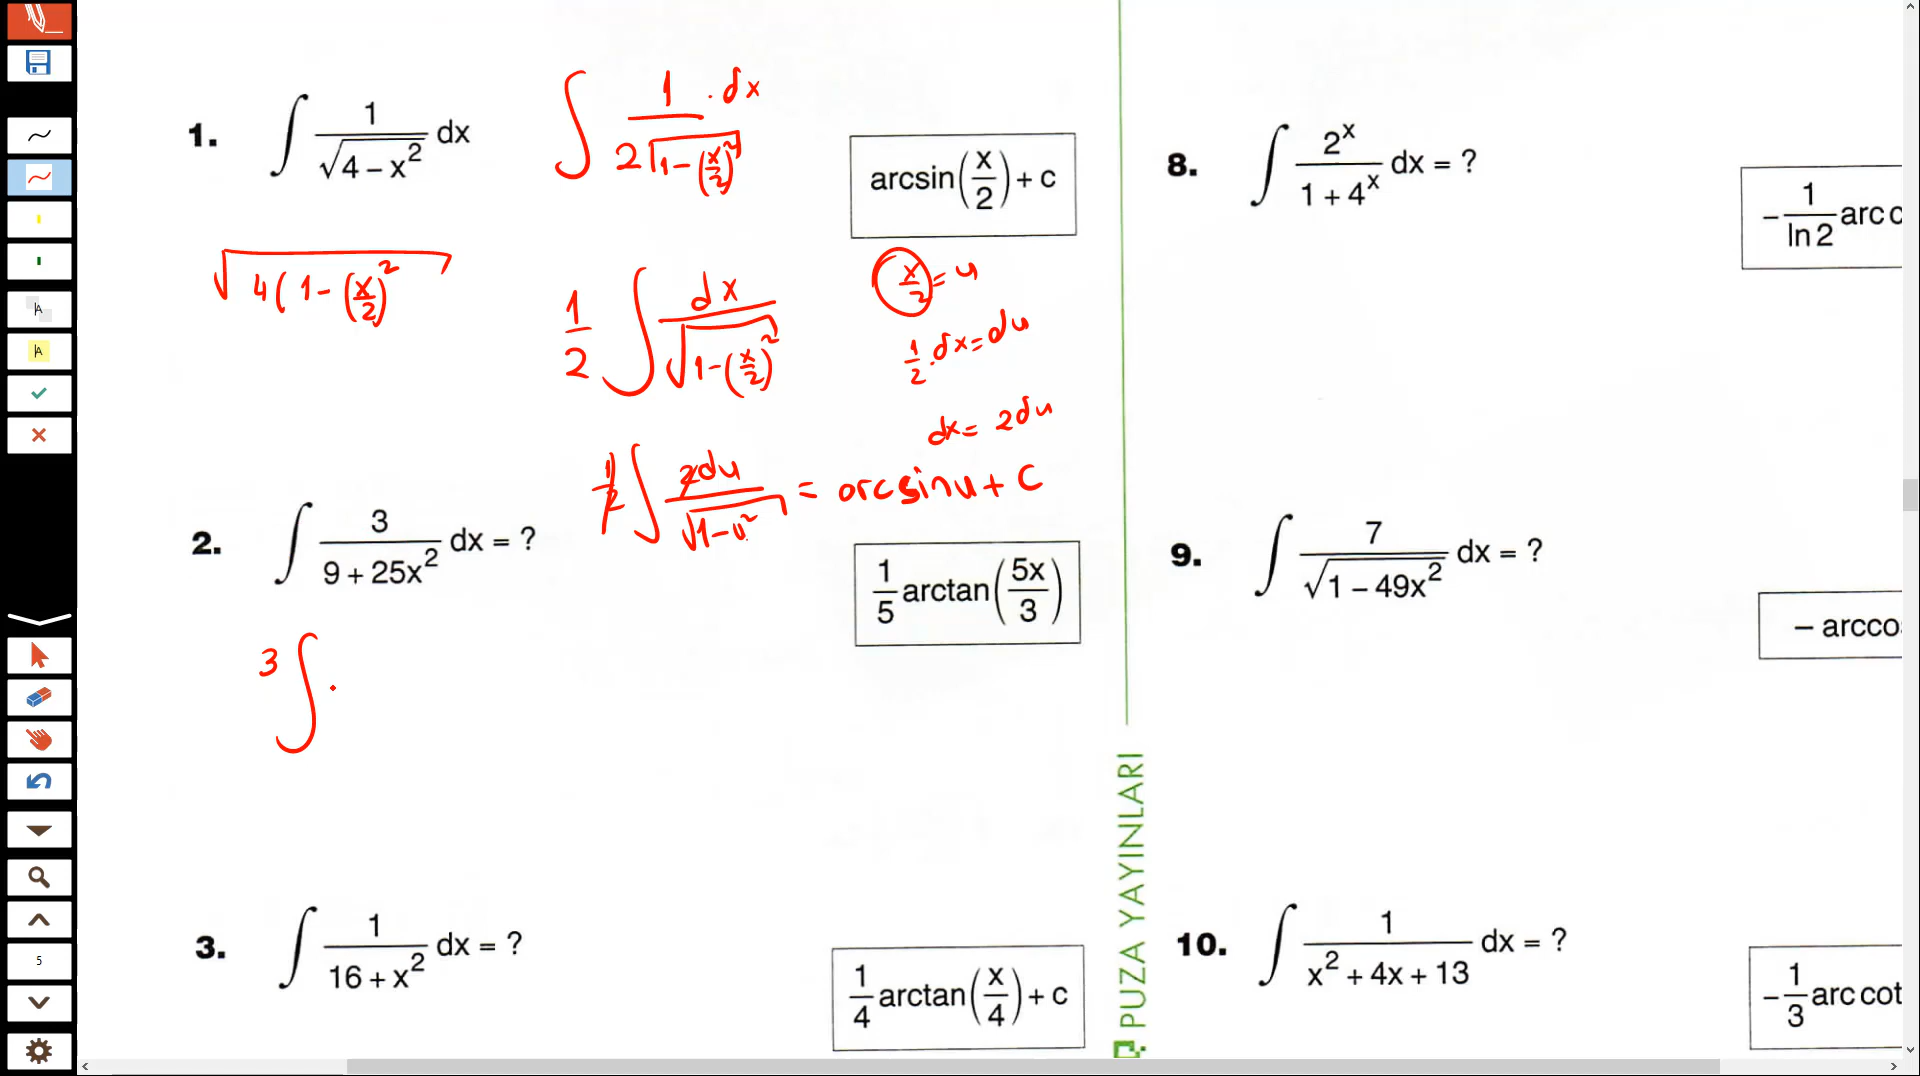 1. ∫ 1/√(4 − x²) dx
∫ 1/(2√(1−(x/2)²)) · dx
arcsin(x/2) + c
√4(1−(x/2)²
1/2 ∫ dx/√(1−(x/2)²)
x/2 = u
1/2 · dx = du
dx = 2du
1/2 ∫ 2du/√(1−u²) = arcsinu + C
2. ∫ 3/(9 + 25x²) dx = ?
1/5 arctan(5x/3)
3 ∫
3. ∫ 1/(16 + x²) dx = ?
1/4 arctan(x/4) + c
PUZA YAYINLARI
8. ∫ 2ˣ/(1 + 4ˣ) dx = ?
− 1/ln2 arc c
9. ∫ 7/√(1 − 49x²) dx = ?
− arcco
10. ∫ 1/(x² + 4x + 13) dx = ?
− 1/3 arc cot
A
A
5